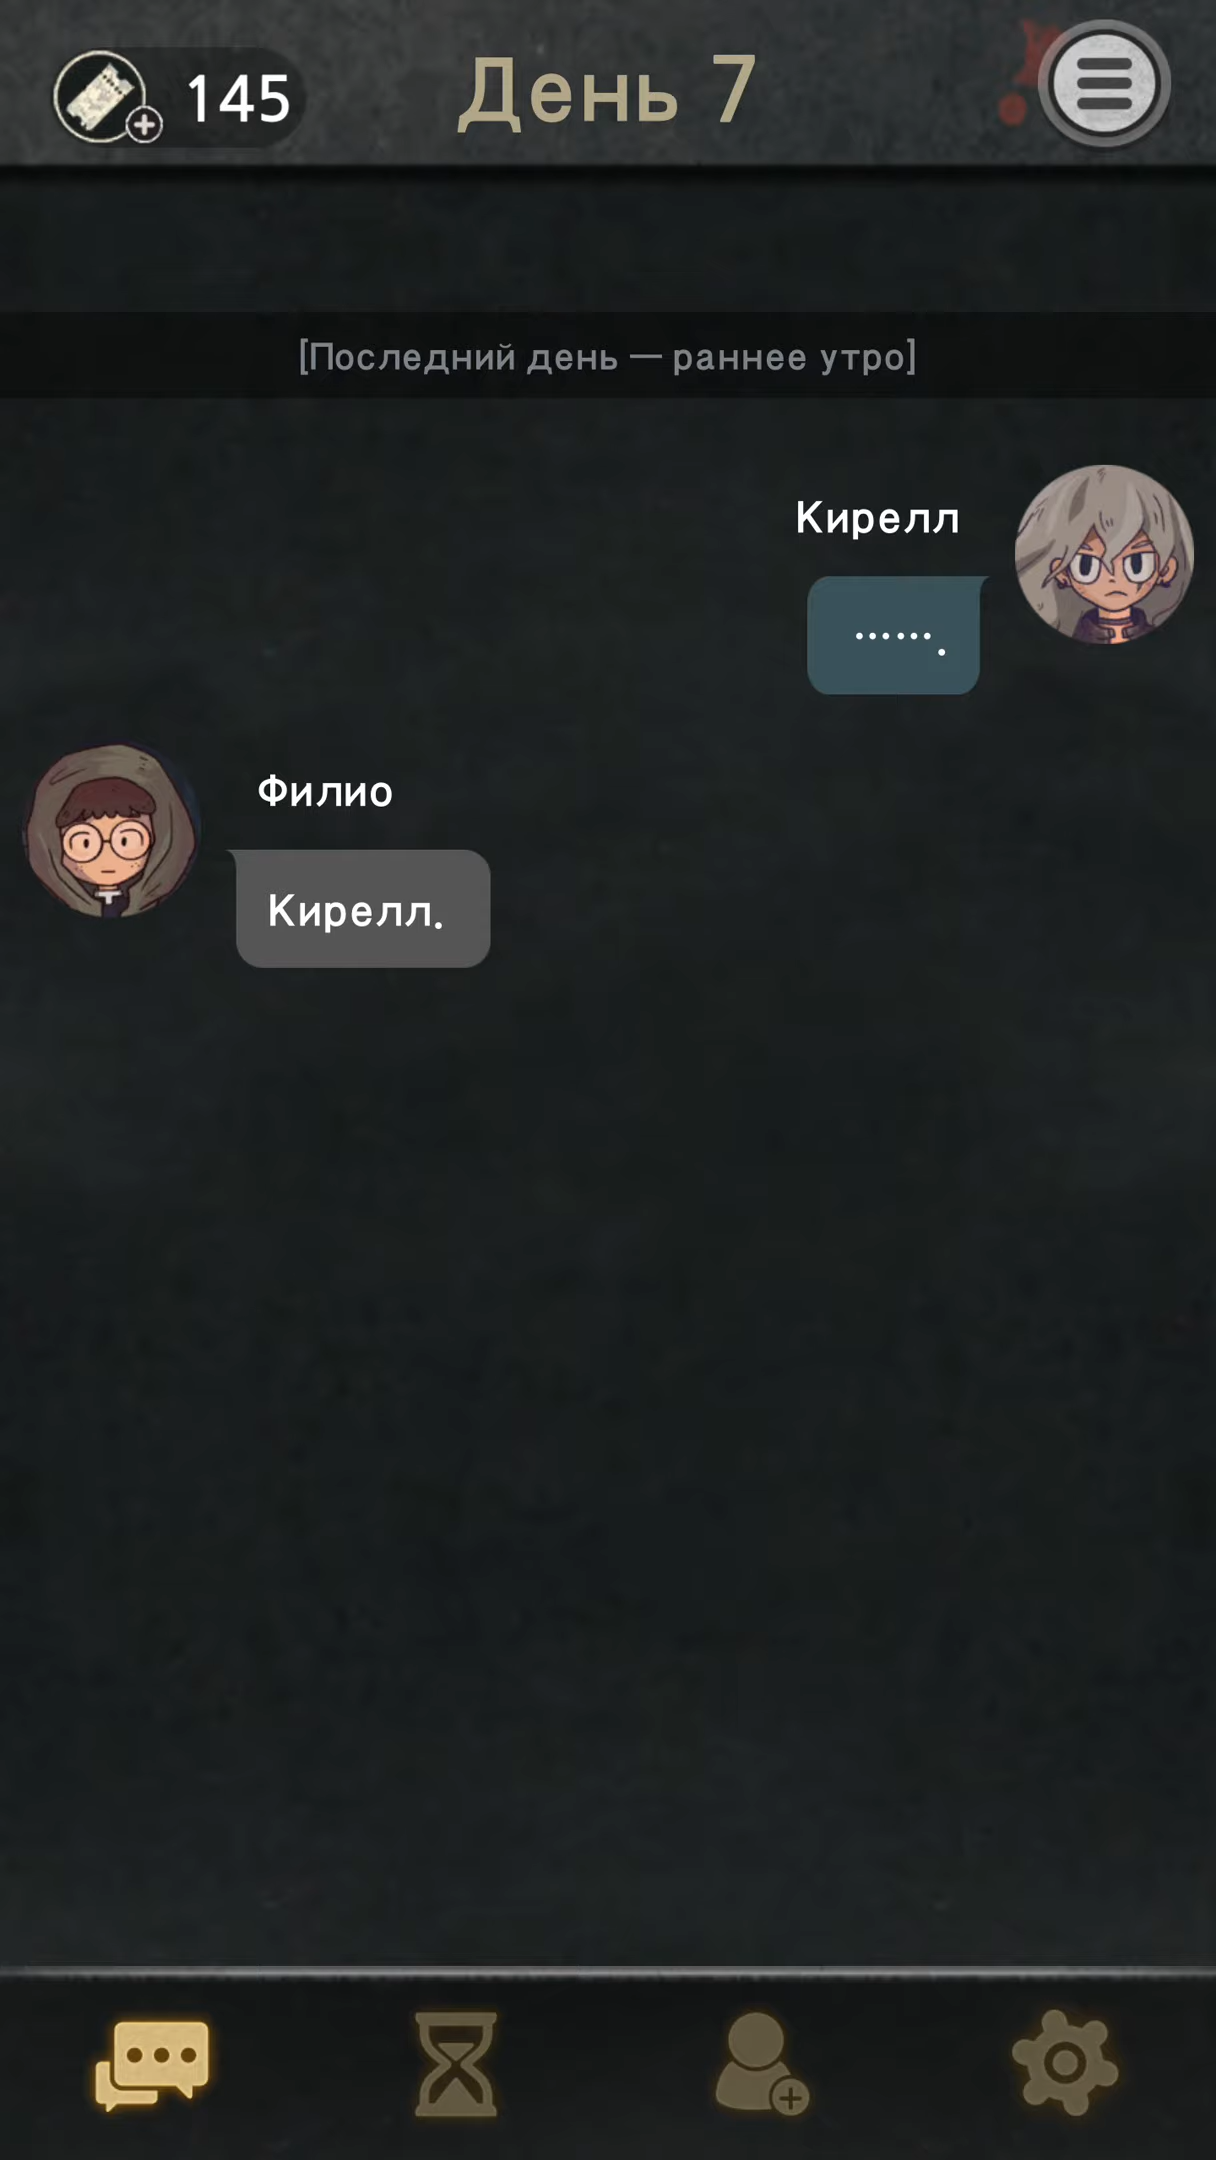 145
День 7
[Последний день — раннее утро]
Кирелл
…….
Филио
Кирелл.